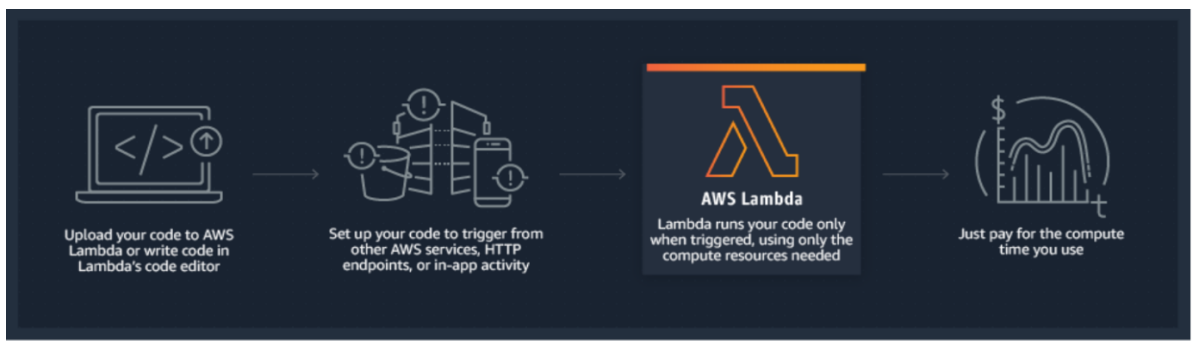 </>
Upload your code to AWS
Lambda or write code in
Lambda's code editor
Set up your code to trigger from
other AWS services, HTTP
endpoints, or in-app activity
AWS Lambda
Lambda runs your code only
when triggered, using only the
compute resources needed
$
t
Just pay for the compute
time you use